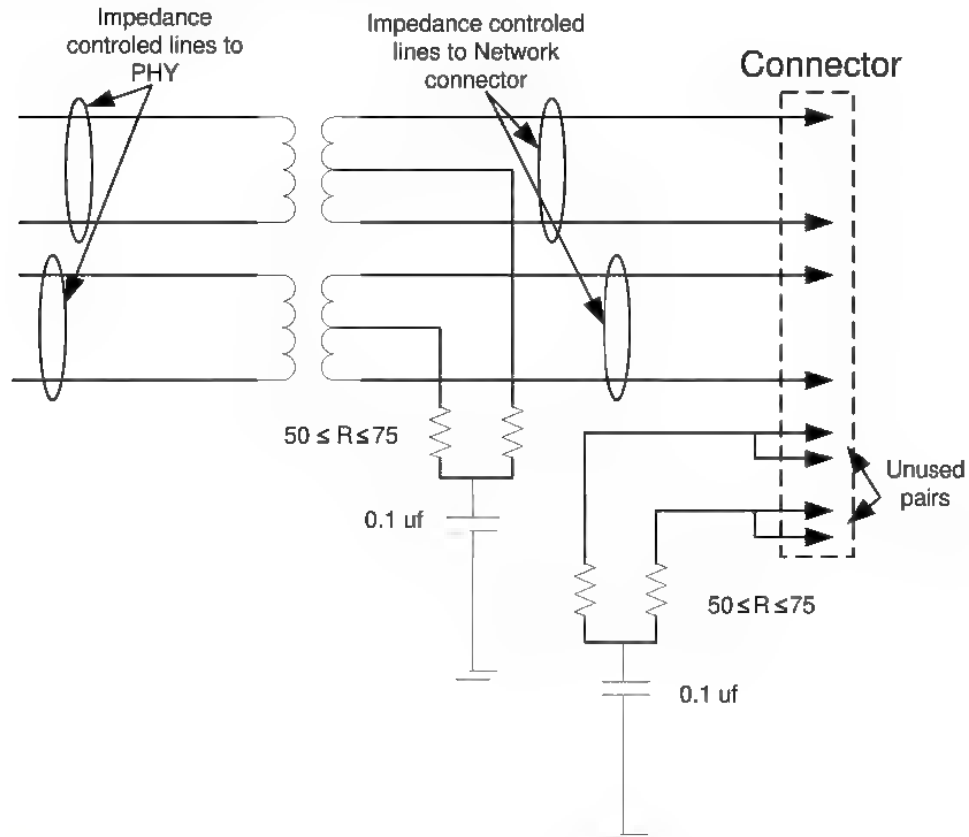 Impedance
controled lines to
PHY
Impedance controled
lines to Network
connector
Connector
50 ≤ R ≤ 75
0.1 uf
Unused
pairs
50 ≤ R ≤ 75
0.1 uf